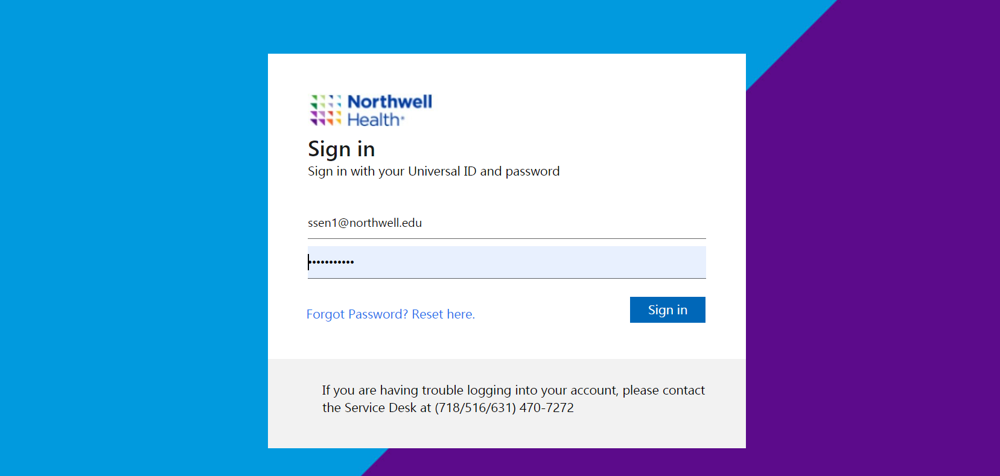 Northwell
Health®
Sign in
Sign in with your Universal ID and password
ssen1@northwell.edu
•••••••••••
Forgot Password? Reset here.
Sign in
If you are having trouble logging into your account, please contact
the Service Desk at (718/516/631) 470-7272